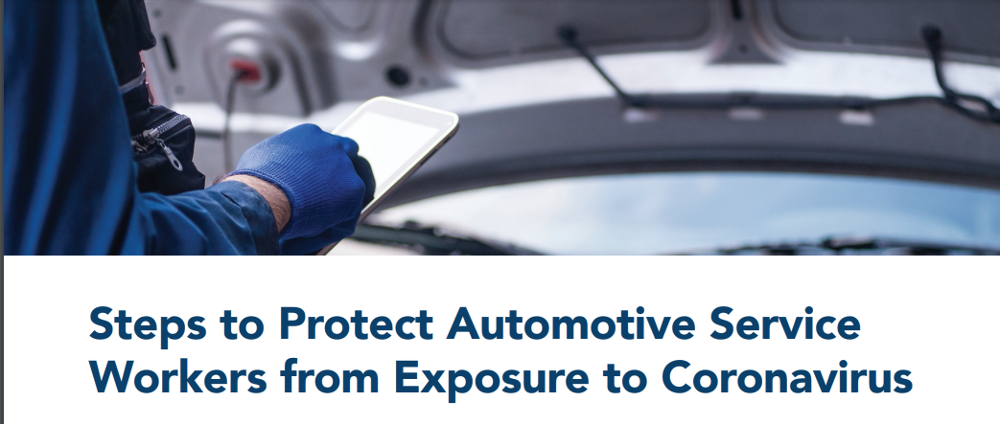 Steps to Protect Automotive Service
Workers from Exposure to Coronavirus